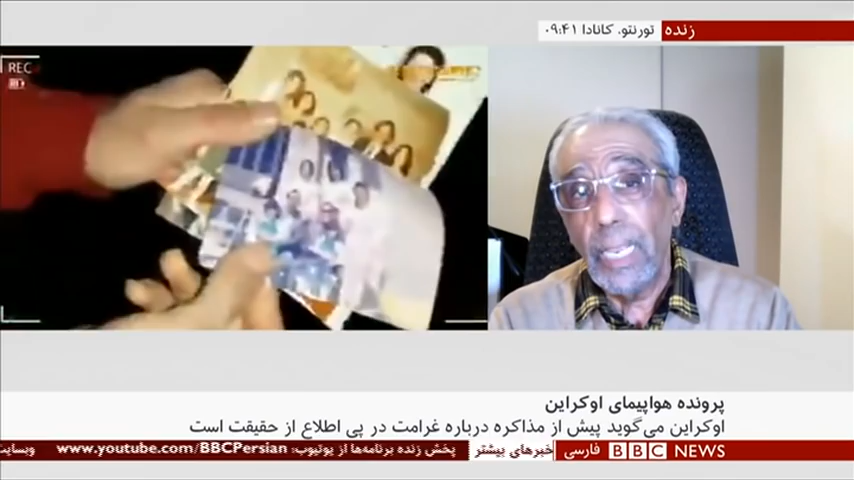 زنده تورنتو، کانادا ۰۹:۴۱
REC
پرونده هواپیمای اوکراین
اوکراین می‌گوید پیش از مذاکره درباره غرامت در پی اطلاع از حقیقت است
BBC NEWS فارسی خبرهای بیشتر پخش زنده برنامه‌ها از یوتیوب: www.youtube.com/BBCPersian وبسایت